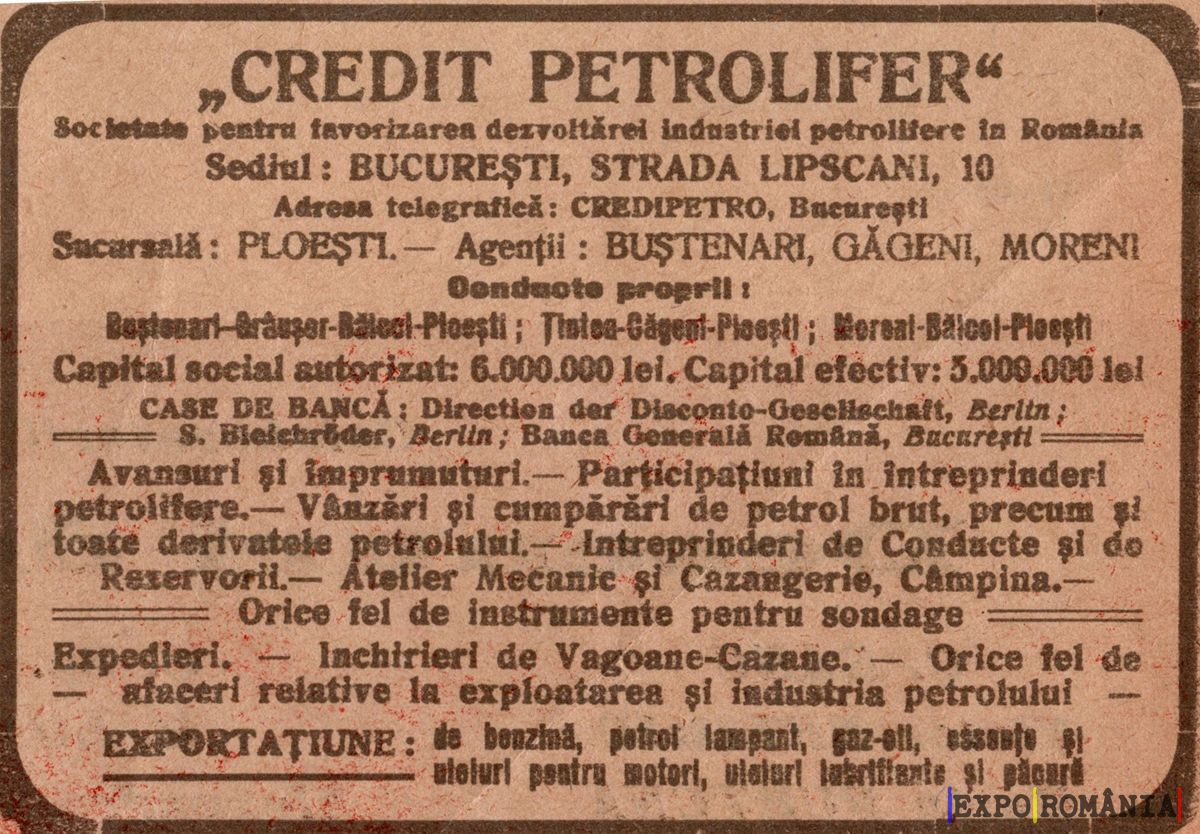 „CREDIT PETROLIFER“
Societate pentru favorizarea dezvoltărei industriei petrolifere în România
Sediul : BUCUREŞTI, STRADA LIPSCANI, 10
Adresa telegrafică: CREDIPETRO, Bucureşti
Sucursală : PLOEŞTI. — Agenţii : BUŞTENARI, GĂGENI, MORENI
Conducte proprii :
Buştenari-Grăuşor-Băicoi-Ploeşti ; Ţintea-Găgeni-Ploeşti ; Moreni-Băicoi-Ploeşti
Capital social autorizat: 6.000.000 lei. Capital efectiv: 5.000.000 lei
CASE DE BANCĂ : Direction der Disconto-Gesellschaft, Berlin ;
S. Bleichröder, Berlin ; Banca Generală Română, Bucureşti
Avansuri şi împrumuturi.— Participaţiuni în întreprinderi
petrolifere.— Vânzări şi cumpărări de petrol brut, precum şi
toate derivatele petrolului.— Intreprinderi de Conducte şi de
Rezervorii.— Atelier Mecanic şi Cazangerie, Câmpina.—
Orice fel de instrumente pentru sondage
Expedieri. — Inchirieri de Vagoane-Cazane. — Orice fel de
— afaceri relative la exploatarea şi industria petrolului —
EXPORTAŢIUNE : de benzină, petrol lampant, gaz-oil, esenţe şi
uleiuri pentru motori, uleiuri lubrifiante şi păcură
EXPO ROMÂNIA